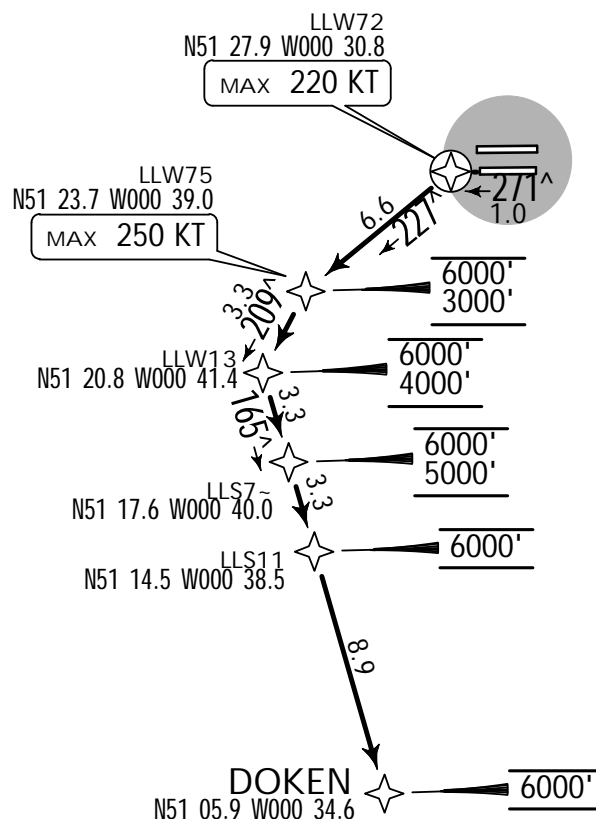 LLW72
N51 27.9 W000 30.8
MAX 220 KT
271^
1.0
LLW75
N51 23.7 W000 39.0
MAX 250 KT
6.6
227^
6000'
3000'
3.3
209^
LLW13
N51 20.8 W000 41.4
6000'
4000'
3.3
165^
6000'
5000'
LLS7~
N51 17.6 W000 40.0
3.3
LLS11
N51 14.5 W000 38.5
6000'
8.9
DOKEN
N51 05.9 W000 34.6
6000'